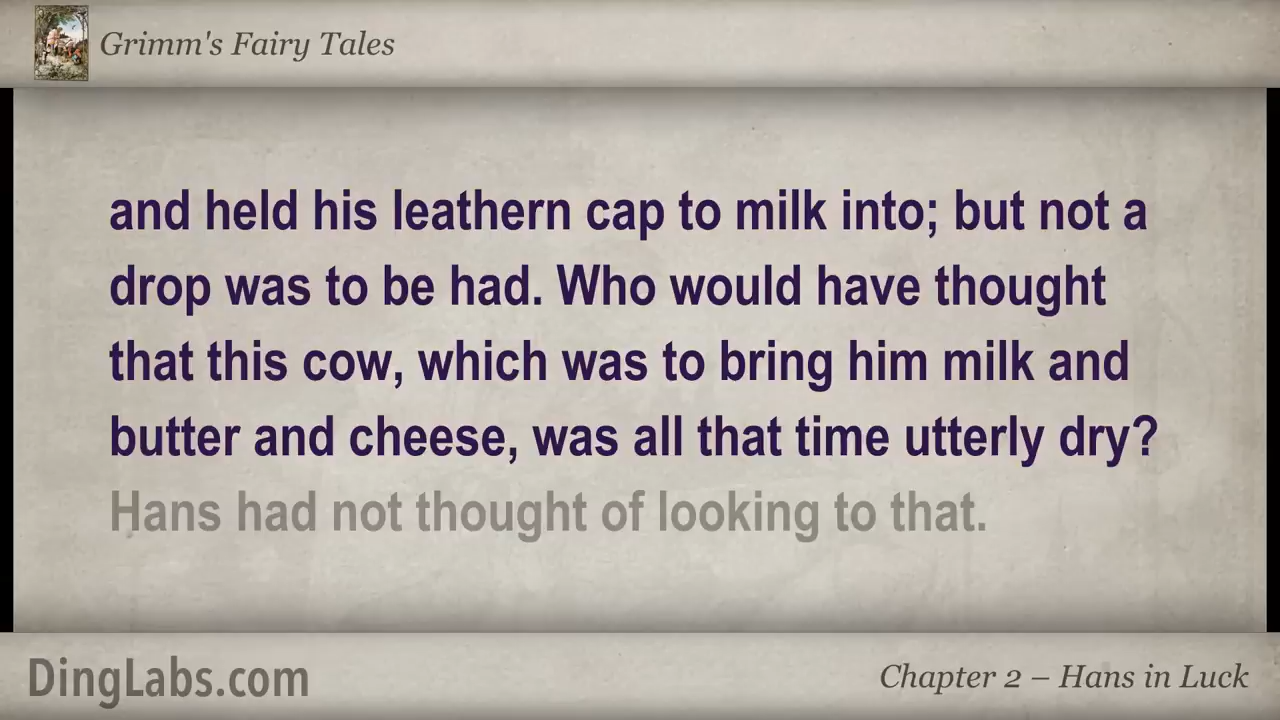 Grimm's Fairy Tales
and held his leathern cap to milk into; but not a
drop was to be had. Who would have thought
that this cow, which was to bring him milk and
butter and cheese, was all that time utterly dry?
Hans had not thought of looking to that.
DingLabs.com
Chapter 2 – Hans in Luck